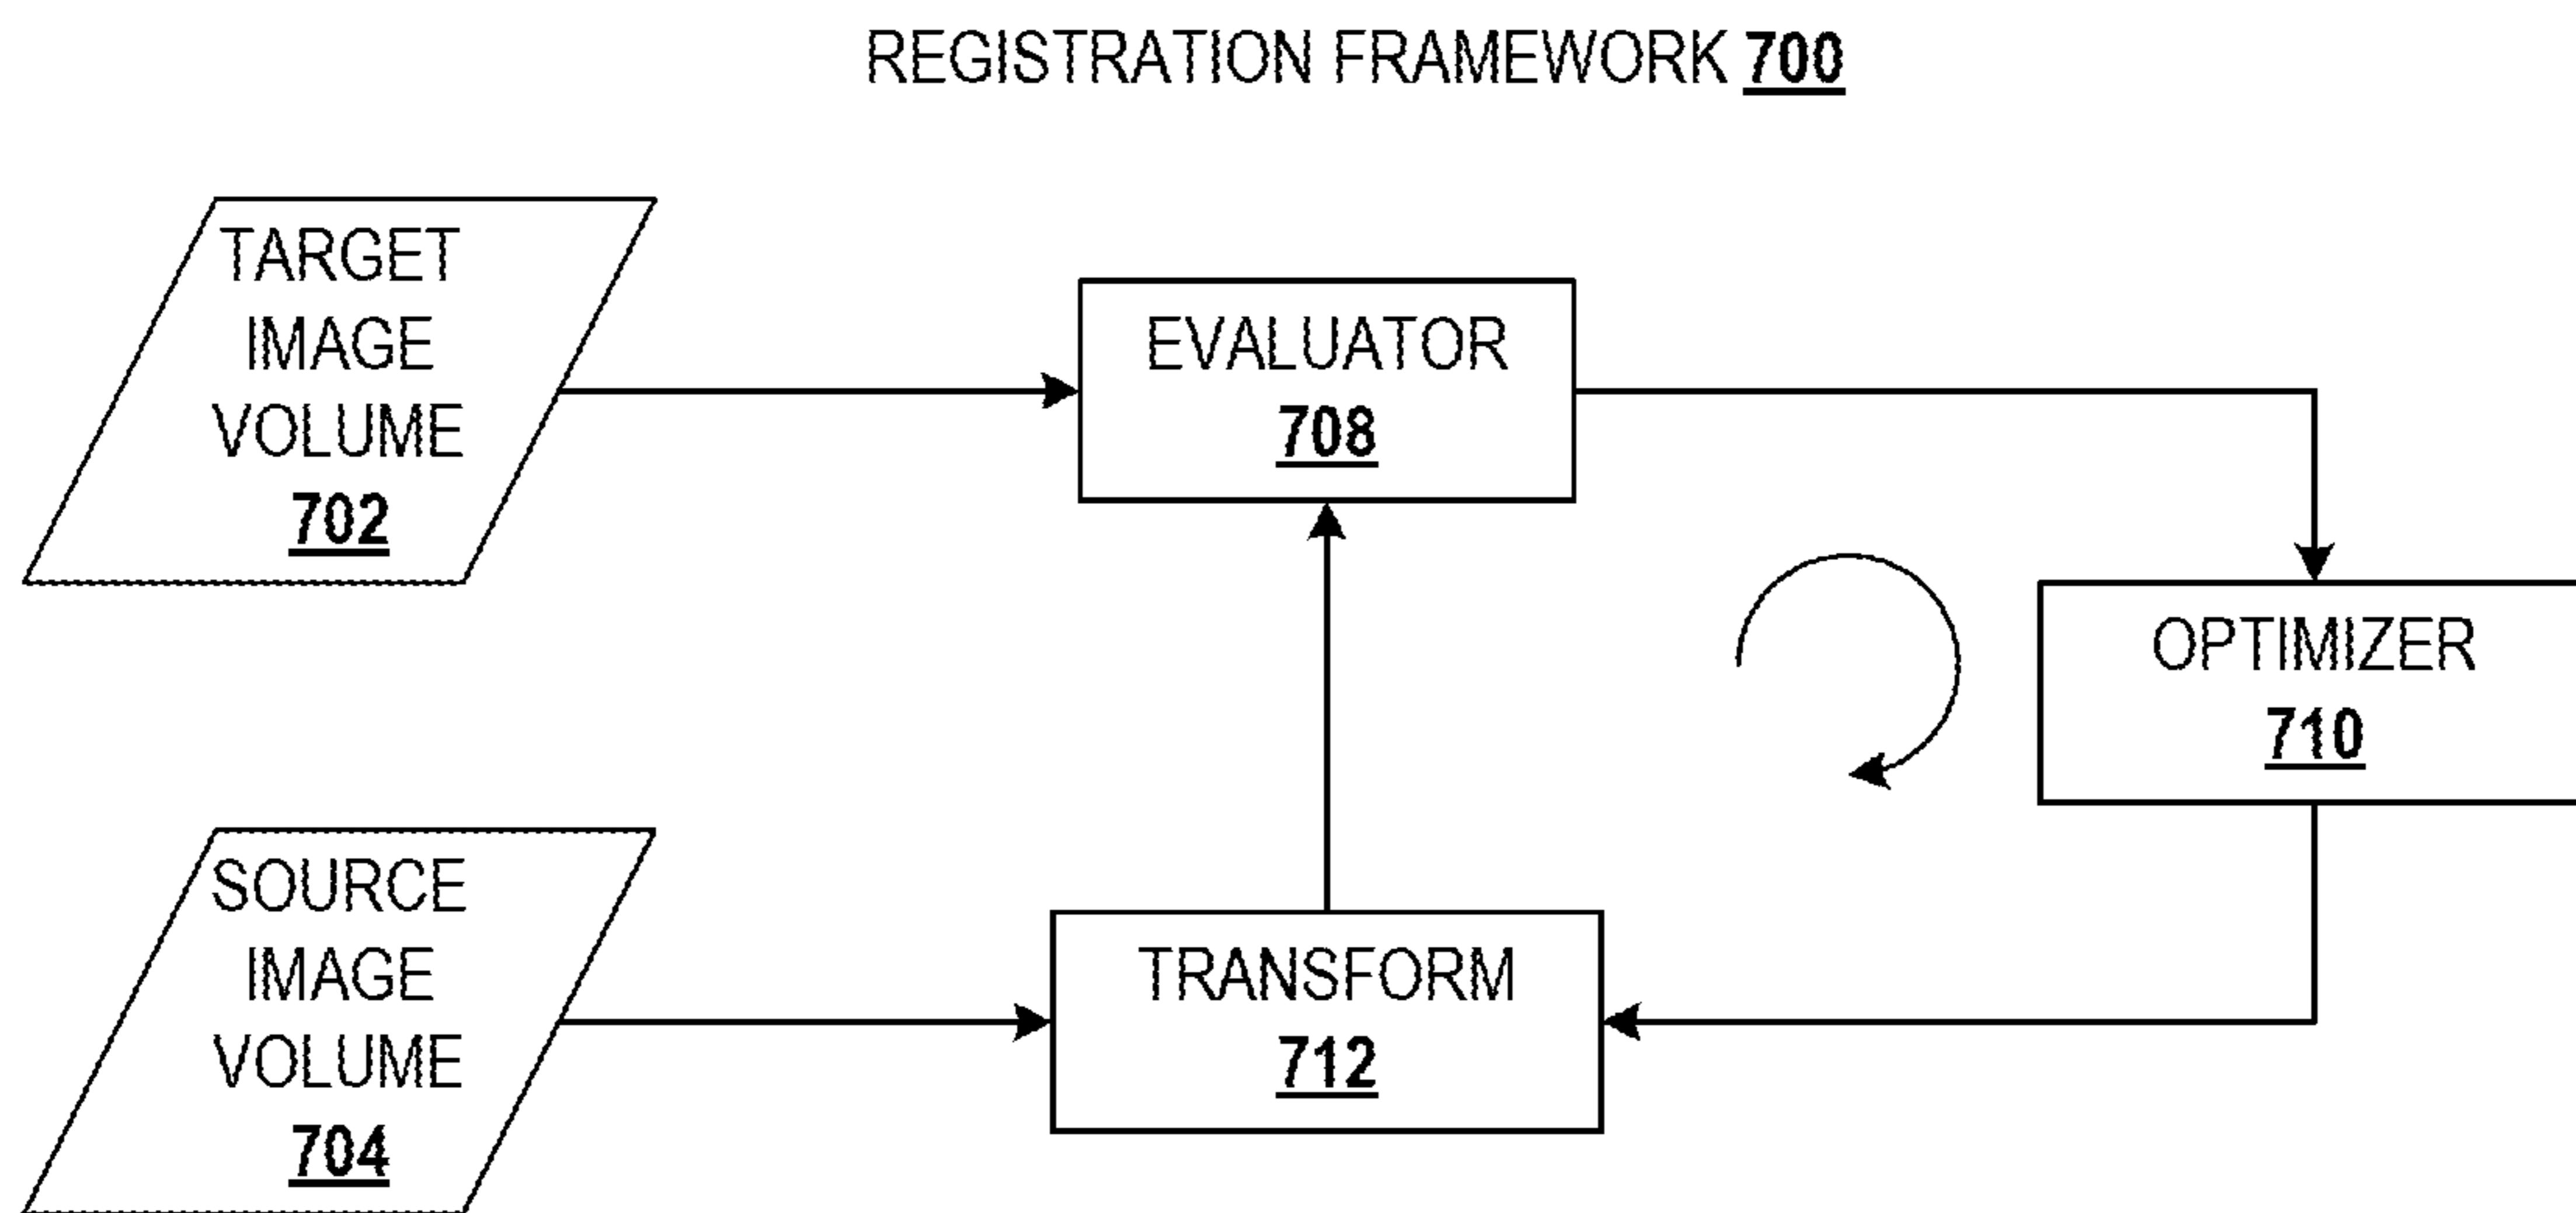 REGISTRATION FRAMEWORK 700
TARGET
IMAGE
VOLUME
702
EVALUATOR
708
OPTIMIZER
710
SOURCE
IMAGE
VOLUME
704
TRANSFORM
712